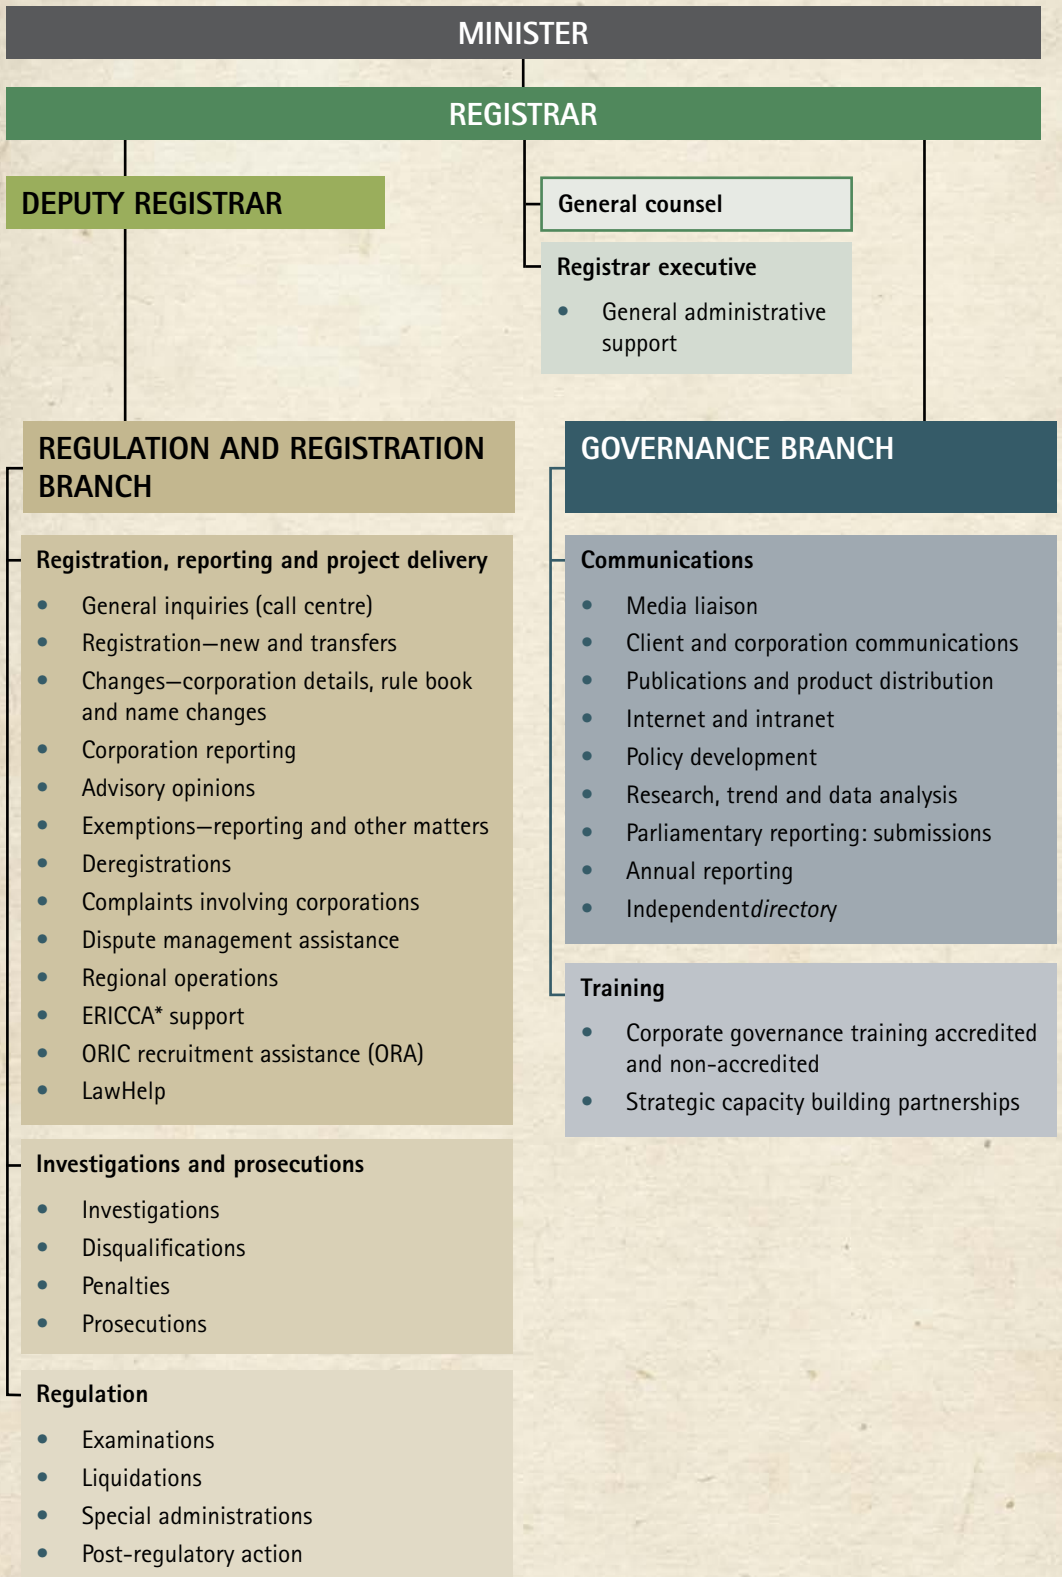 MINISTER
REGISTRAR
DEPUTY REGISTRAR
General counsel
Registrar executive
• General administrative
support
REGULATION AND REGISTRATION
BRANCH
Registration, reporting and project delivery
• General inquiries (call centre)
• Registration—new and transfers
• Changes—corporation details, rule book
and name changes
• Corporation reporting
• Advisory opinions
• Exemptions—reporting and other matters
• Deregistrations
• Complaints involving corporations
• Dispute management assistance
• Regional operations
• ERICCA* support
• ORIC recruitment assistance (ORA)
• LawHelp
Investigations and prosecutions
• Investigations
• Disqualifications
• Penalties
• Prosecutions
Regulation
• Examinations
• Liquidations
• Special administrations
• Post-regulatory action
GOVERNANCE BRANCH
Communications
• Media liaison
• Client and corporation communications
• Publications and product distribution
• Internet and intranet
• Policy development
• Research, trend and data analysis
• Parliamentary reporting: submissions
• Annual reporting
• Independentdirectory
Training
• Corporate governance training accredited
and non-accredited
• Strategic capacity building partnerships